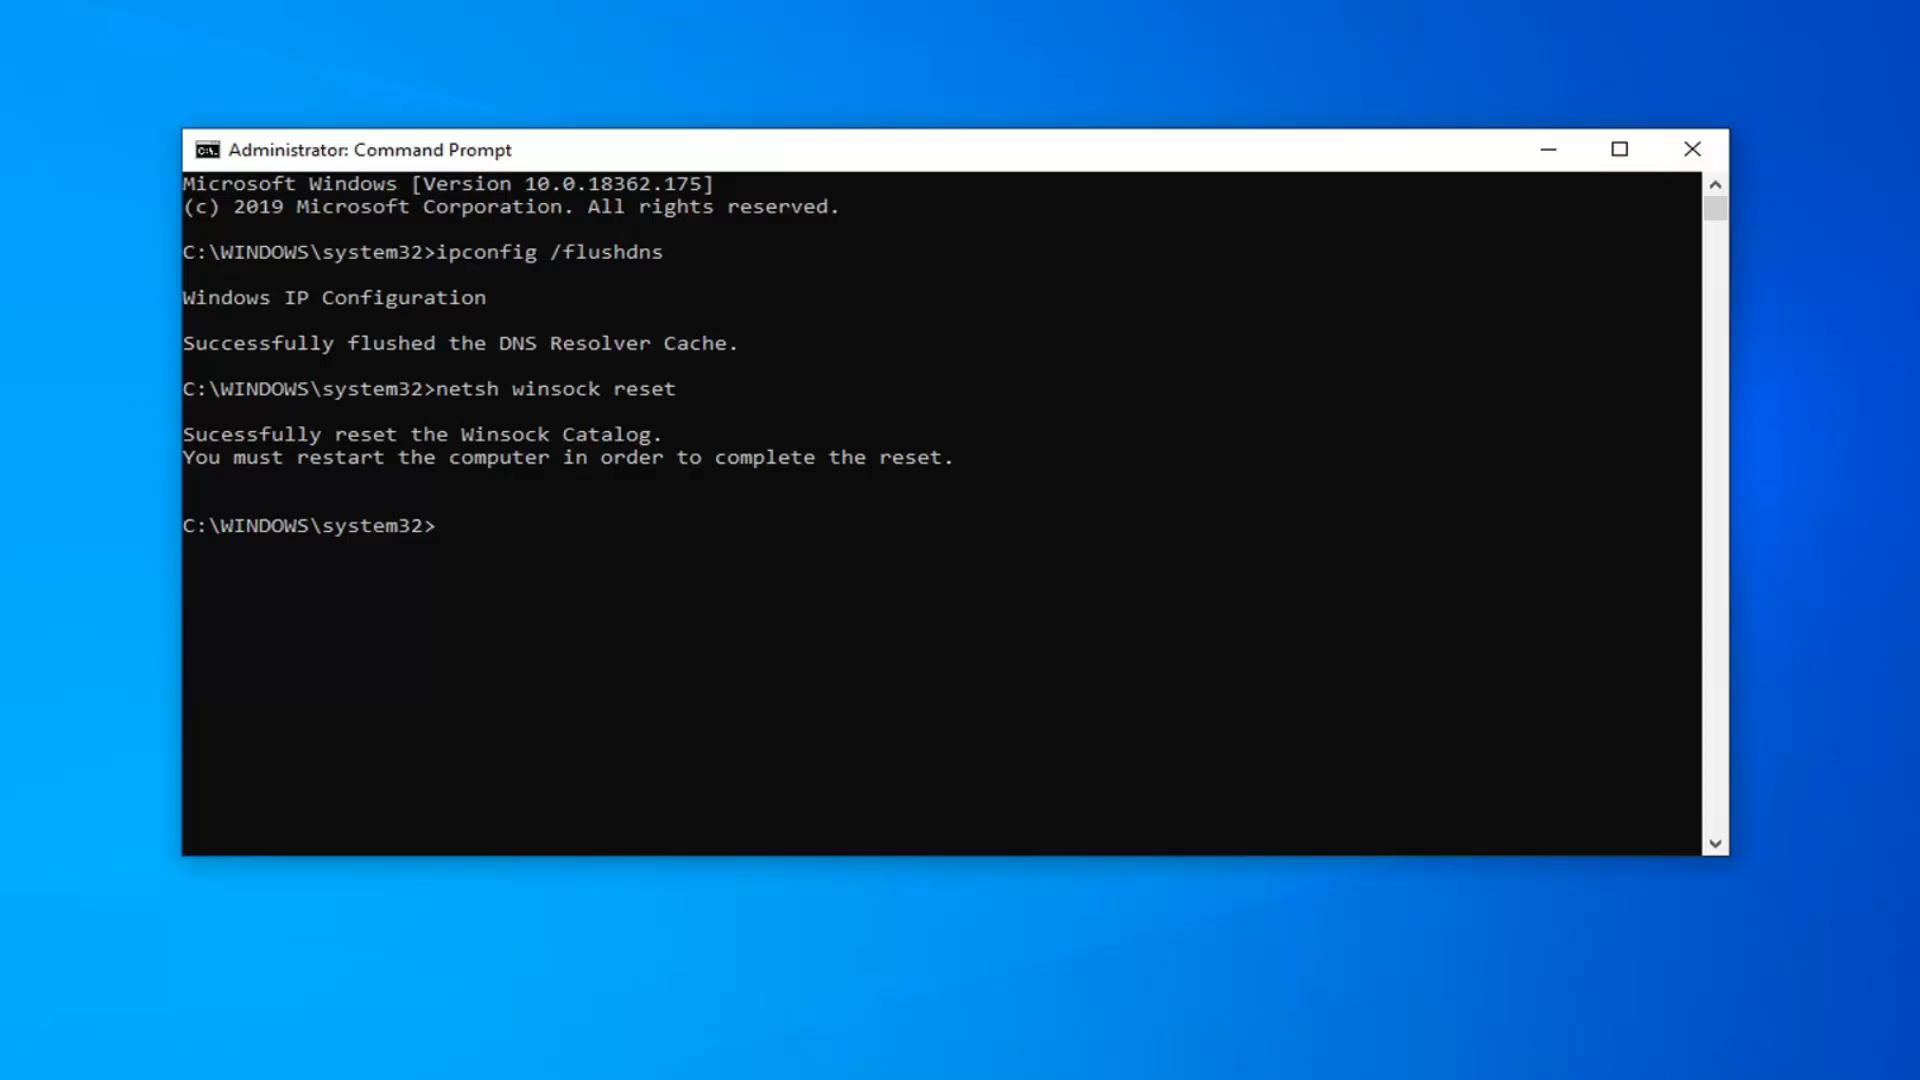 Administrator: Command Prompt
Microsoft Windows [Version 10.0.18362.175]
(c) 2019 Microsoft Corporation. All rights reserved.
C:\WINDOWS\system32>ipconfig /flushdns
Windows IP Configuration
Successfully flushed the DNS Resolver Cache.
C:\WINDOWS\system32>netsh winsock reset
Sucessfully reset the Winsock Catalog.
You must restart the computer in order to complete the reset.
C:\WINDOWS\system32>